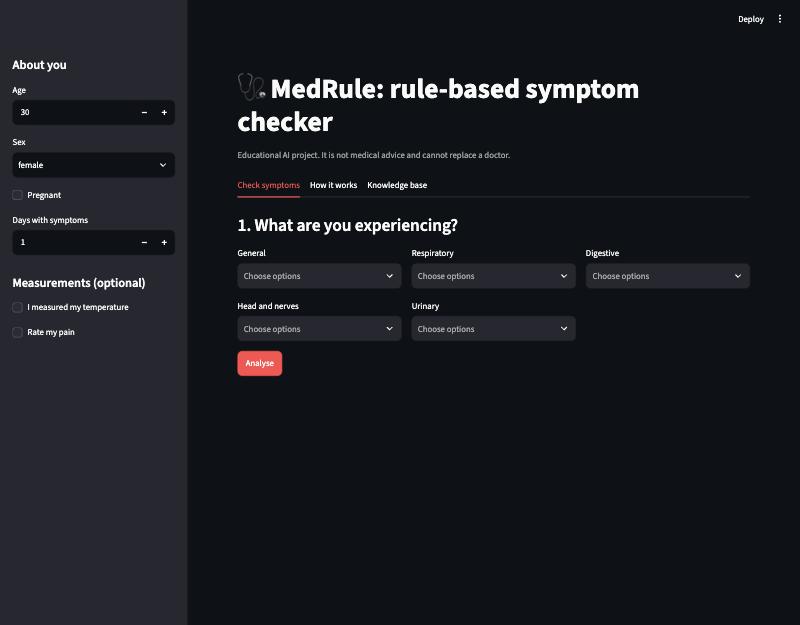 Deploy
About you
Age
30
Sex
female
Pregnant
Days with symptoms
1
Measurements (optional)
I measured my temperature
Rate my pain
MedRule: rule-based symptom
checker
Educational AI project. It is not medical advice and cannot replace a doctor.
Check symptoms How it works Knowledge base
1. What are you experiencing?
General Respiratory Digestive
Choose options Choose options Choose options
Head and nerves Urinary
Choose options Choose options
Analyse